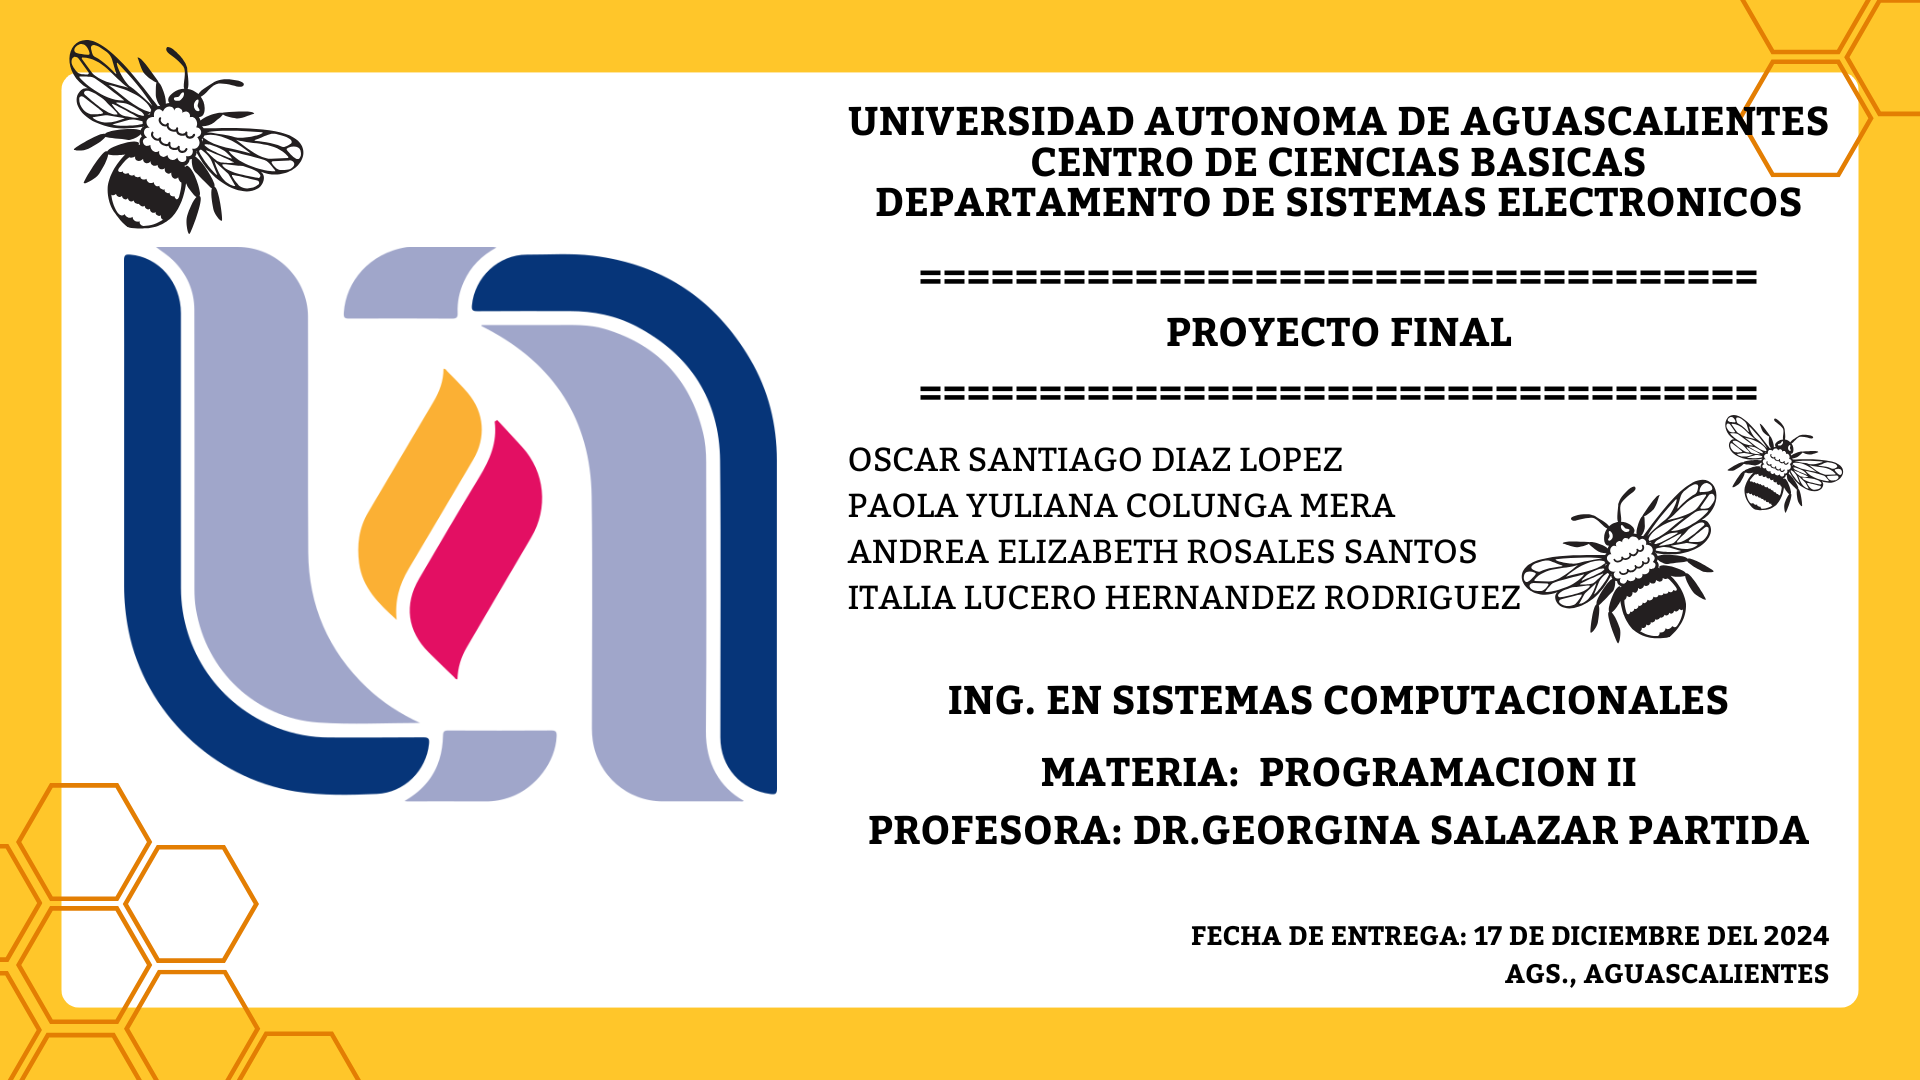 UNIVERSIDAD AUTONOMA DE AGUASCALIENTES
CENTRO DE CIENCIAS BASICAS
DEPARTAMENTO DE SISTEMAS ELECTRONICOS
===================================
PROYECTO FINAL
===================================
OSCAR SANTIAGO DIAZ LOPEZ
PAOLA YULIANA COLUNGA MERA
ANDREA ELIZABETH ROSALES SANTOS
ITALIA LUCERO HERNANDEZ RODRIGUEZ
ING. EN SISTEMAS COMPUTACIONALES
MATERIA:  PROGRAMACION II
PROFESORA: DR.GEORGINA SALAZAR PARTIDA
FECHA DE ENTREGA: 17 DE DICIEMBRE DEL 2024
AGS., AGUASCALIENTES